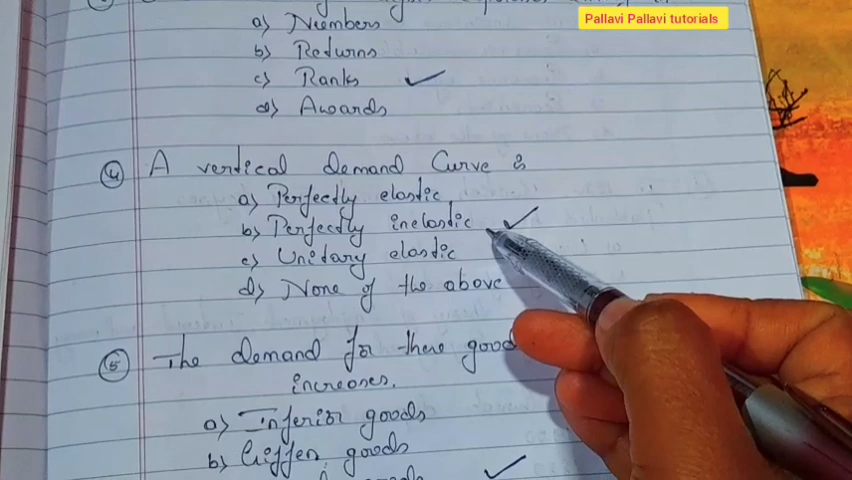 Pallavi Pallavi tutorials
a) Numbers
b) Returns
c) Ranks
d) Awards
4 A vertical demand Curve is
a) Perfectly elastic
b) Perfectly inelastic
c) Unitary elastic
d) None of the above
5 The demand for these good
increases.
a) Inferior goods
b) Giffen goods
goods